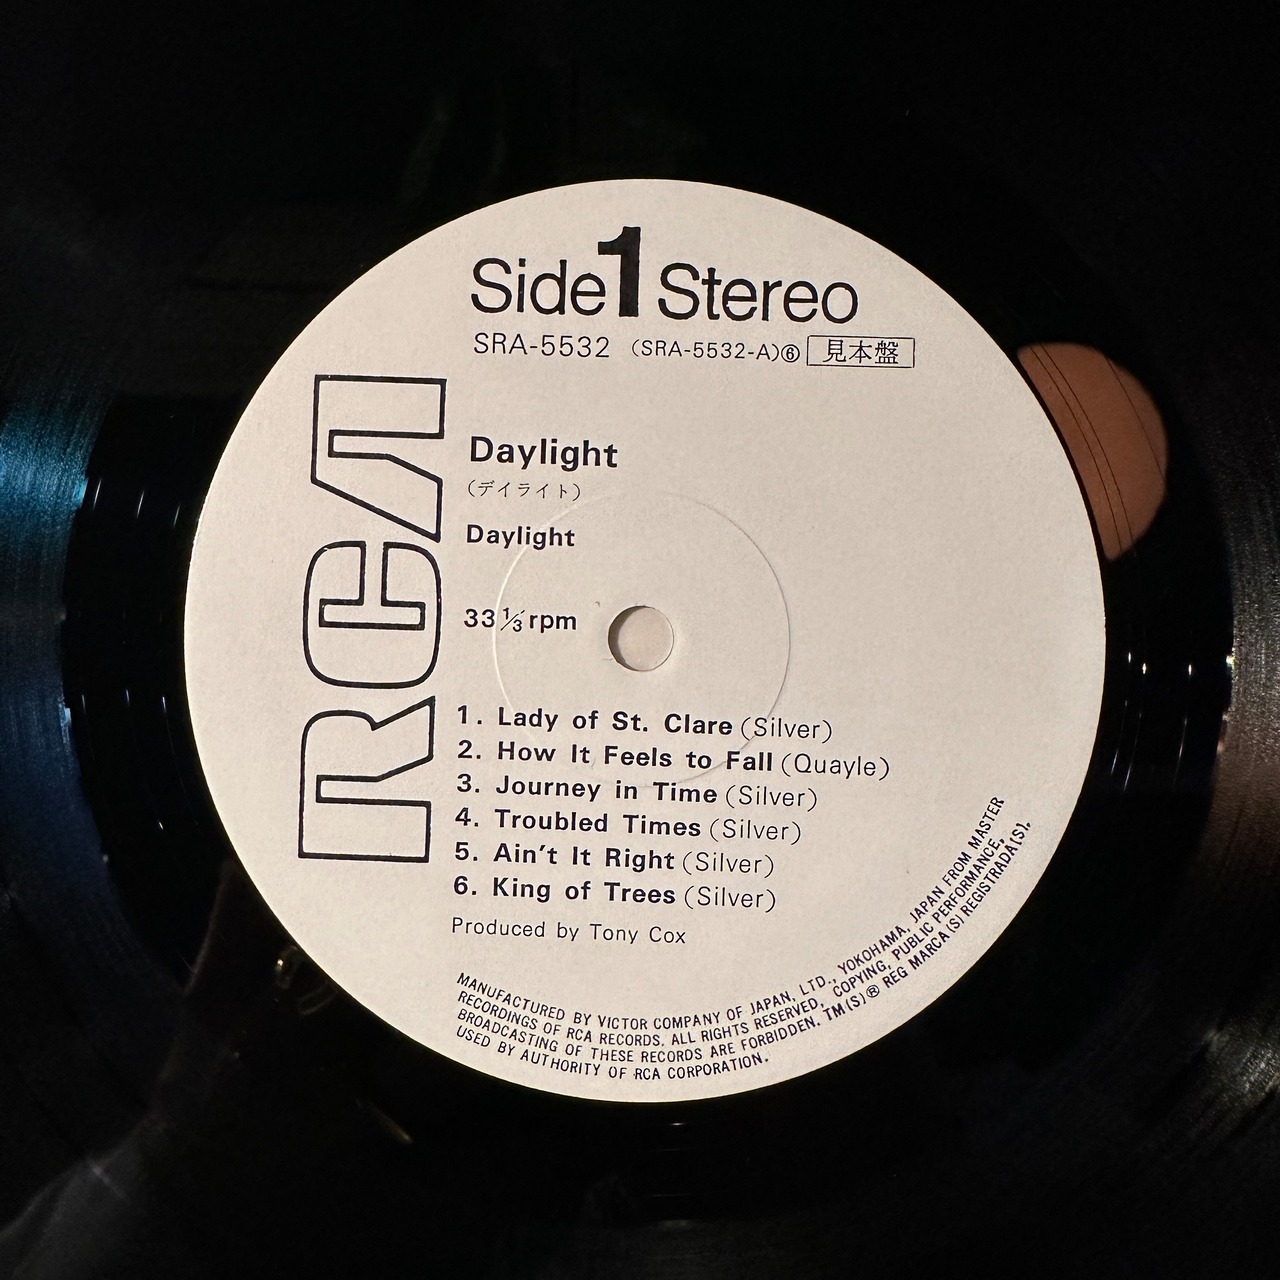 Side 1 Stereo
SRA-5532 (SRA-5532-A)⑥ 見本盤
RCA
Daylight
(デイライト)
Daylight
33⅓rpm
1. Lady of St. Clare (Silver)
2. How It Feels to Fall (Quayle)
3. Journey in Time (Silver)
4. Troubled Times (Silver)
5. Ain't It Right (Silver)
6. King of Trees (Silver)
Produced by Tony Cox
MANUFACTURED BY VICTOR COMPANY OF JAPAN, LTD., YOKOHAMA, JAPAN FROM MASTER
RECORDINGS OF RCA RECORDS. ALL RIGHTS RESERVED, COPYING, PUBLIC PERFORMANCE,
BROADCASTING OF THESE RECORDS ARE FORBIDDEN. TM(S)® REG MARCA(S) REGISTRADA(S).
USED BY AUTHORITY OF RCA CORPORATION.